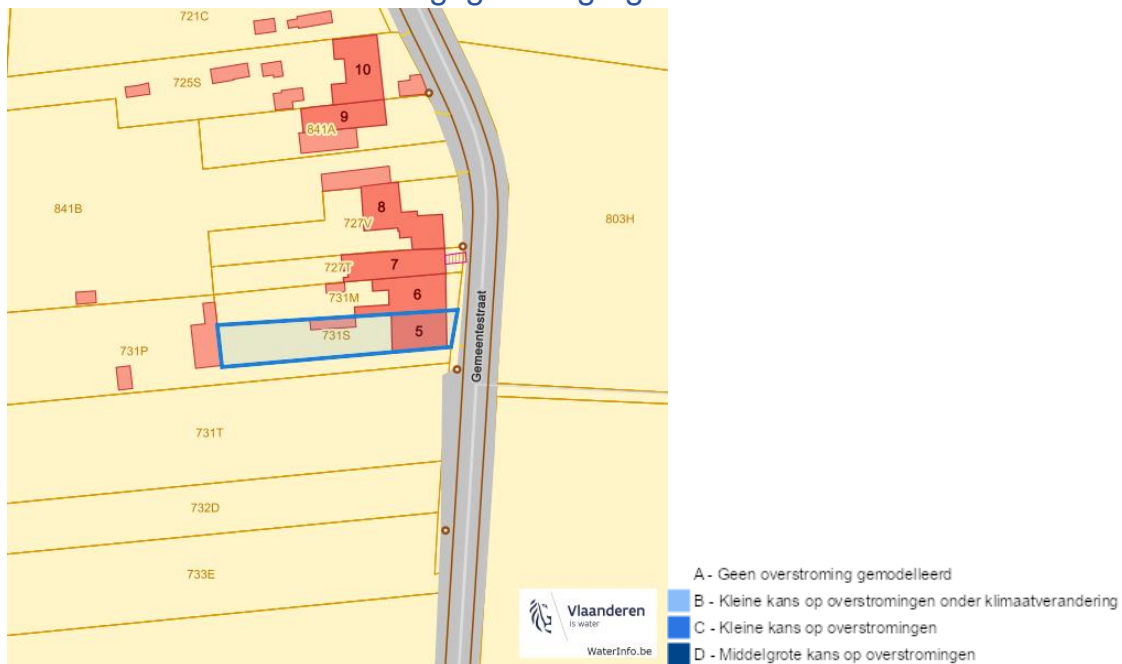 721C
10
725S
9
841A
841B
8
803H
727V
7
727T
6
731M
5
731S
731P
Gemeentestraat
731T
732D
733E
Vlaanderen
is water
WaterInfo.be
A - Geen overstroming gemodelleerd
B - Kleine kans op overstromingen onder klimaatverandering
C - Kleine kans op overstromingen
D - Middelgrote kans op overstromingen